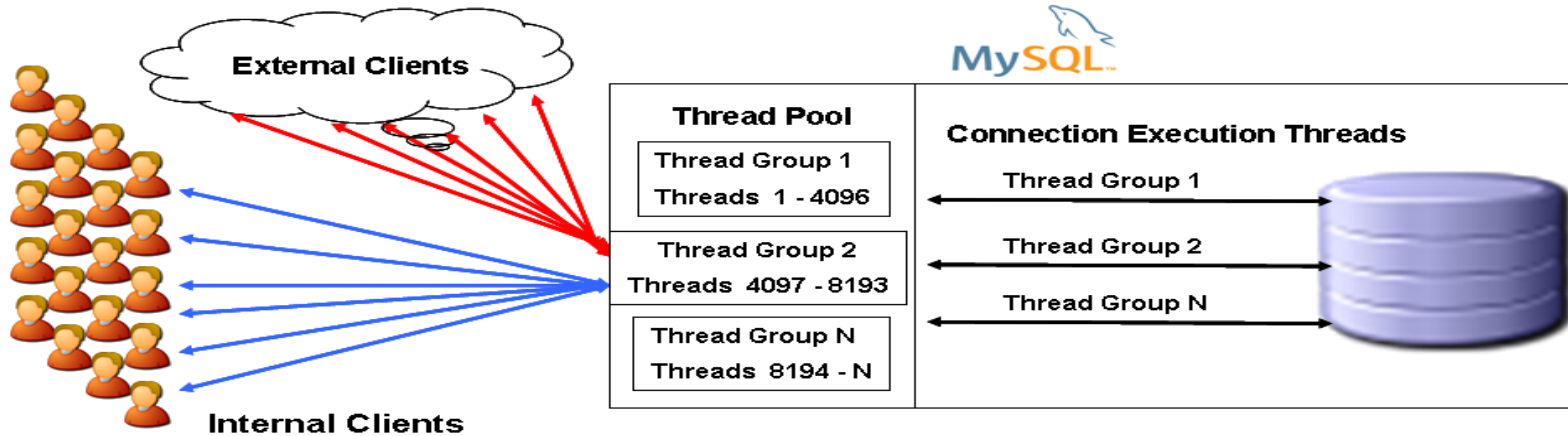 External Clients
Internal Clients
MySQL™
Thread Pool
Thread Group 1
Threads 1 - 4096
Thread Group 2
Threads 4097 - 8193
Thread Group N
Threads 8194 - N
Connection Execution Threads
Thread Group 1
Thread Group 2
Thread Group N